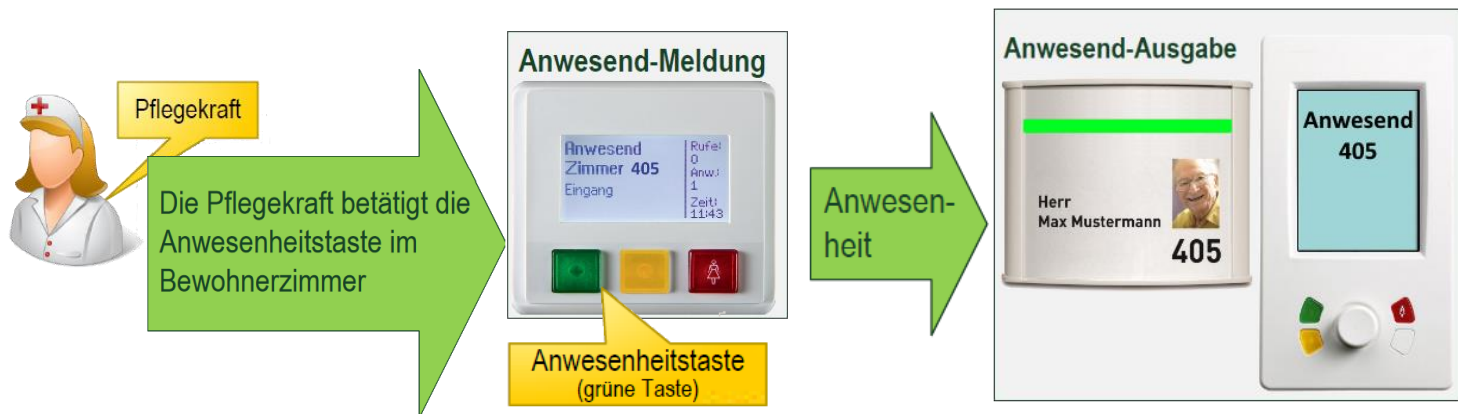 Pflegekraft
Die Pflegekraft betätigt die
Anwesenheitstaste im
Bewohnerzimmer
Anwesend-Meldung
Anwesend
Zimmer 405
Eingang
Rufe:
0
Anw.:
1
Zeit:
11:43
Anwesenheitstaste
(grüne Taste)
Anwesen-
heit
Anwesend-Ausgabe
Herr
Max Mustermann
405
Anwesend
405